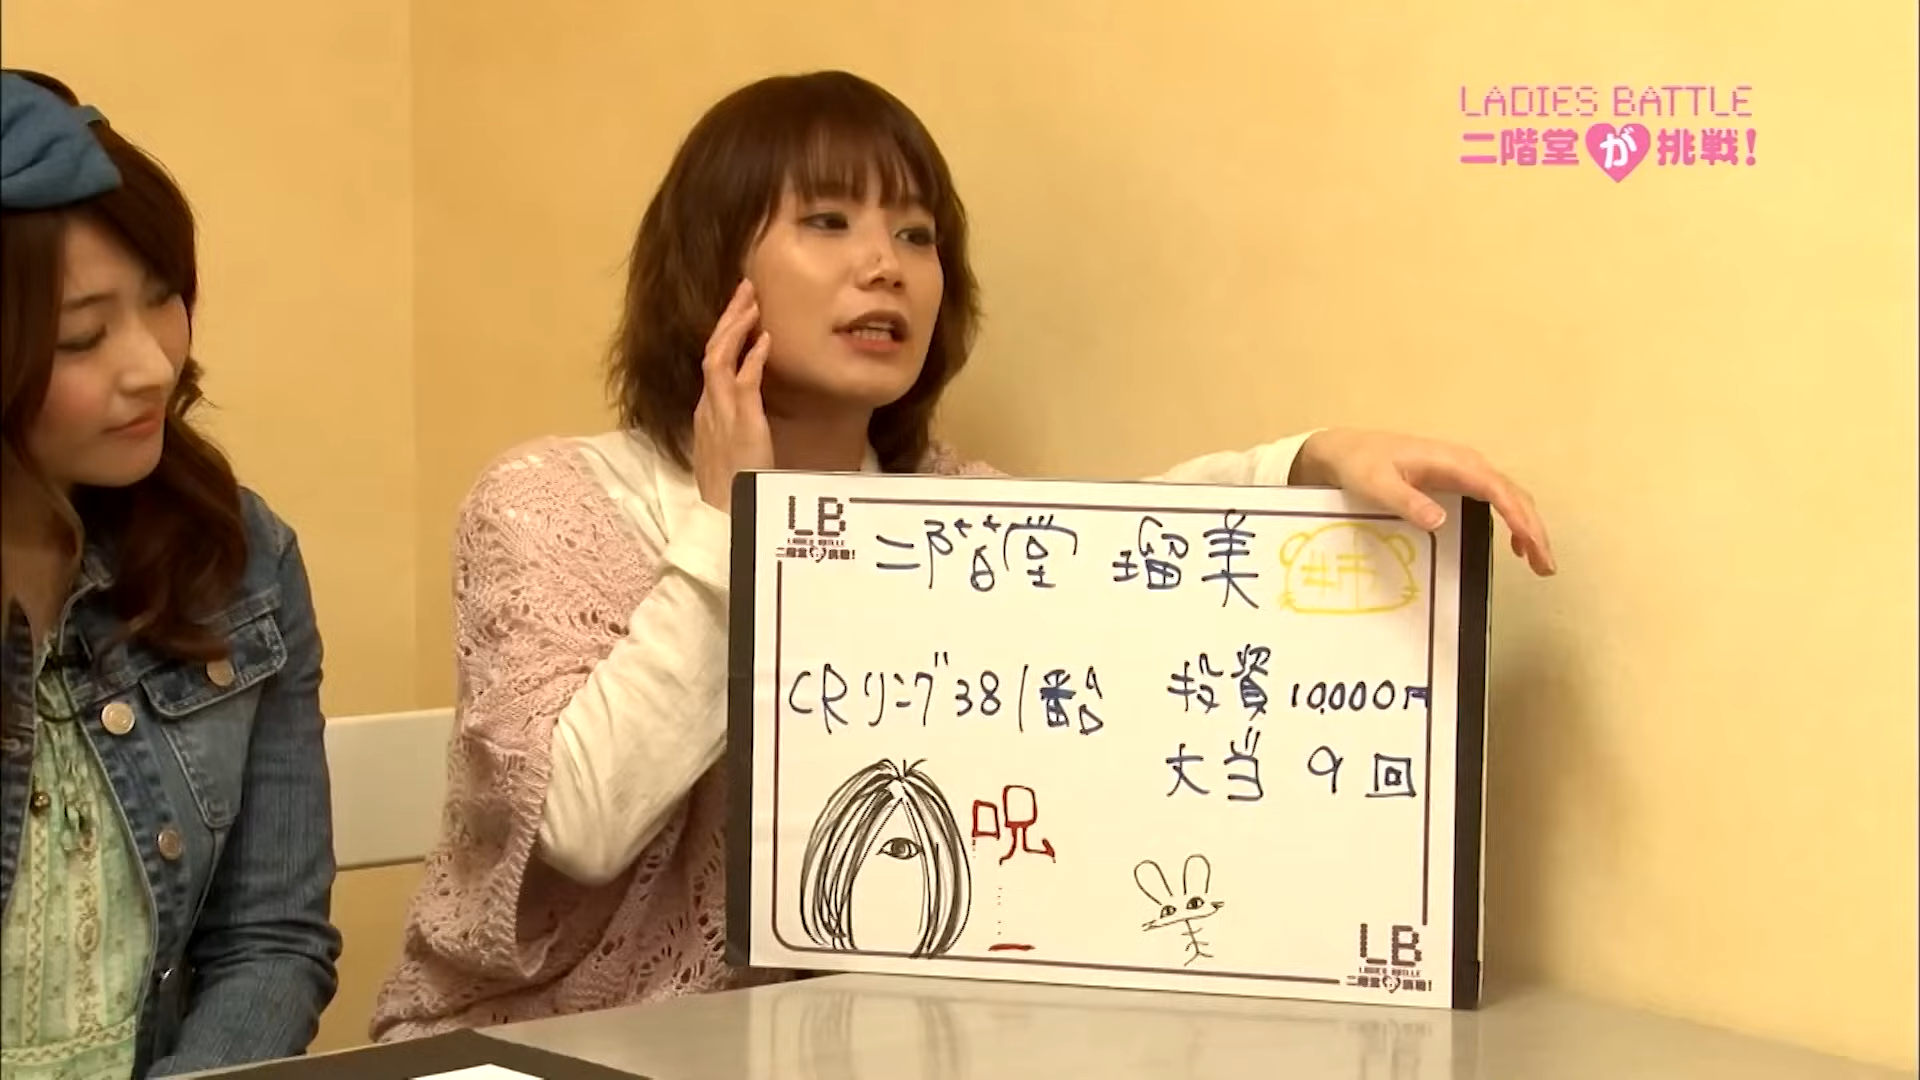 LADIES BATTLE
二階堂が挑戦!
LB
LADIES BATTLE
二階堂が挑戦!
二階堂 瑠美
CRリング381番台
投資10,000円
大当 9回
呪
LB
LADIES BATTLE
二階堂が挑戦!